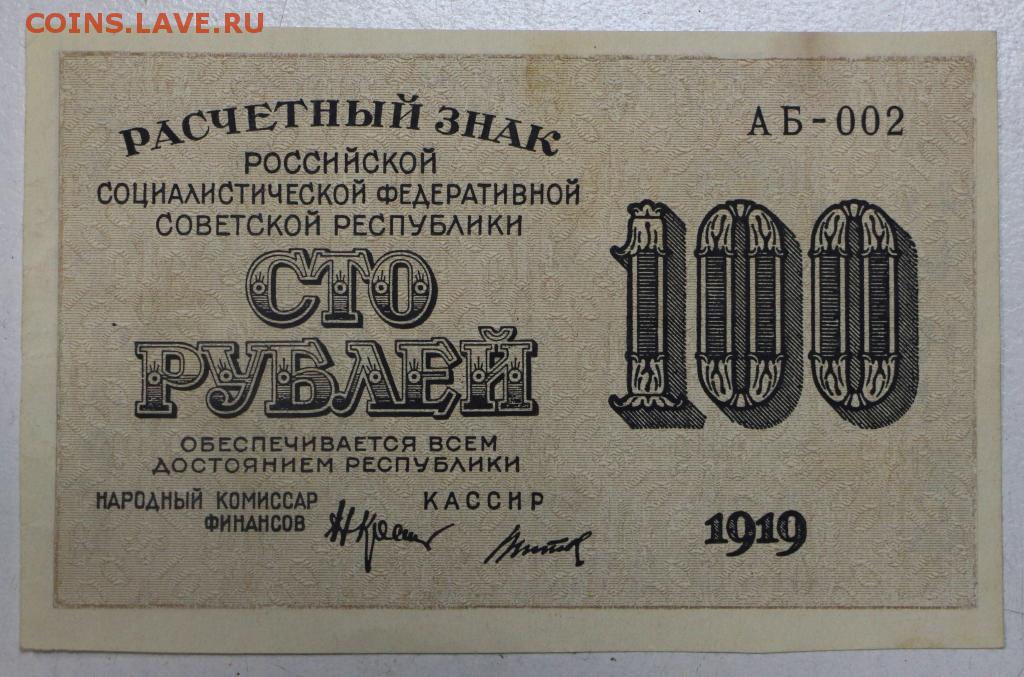 COINS.LAVE.RU
РАСЧЕТНЫЙ ЗНАК
РОССІЙСКОЙ
СОЦИАЛИСТИЧЕСКОЙ ФЕДЕРАТИВНОЙ
СОВЕТСКОЙ РЕСПУБЛИКИ
СТО
РУБЛЕЙ
ОБЕСПЕЧИВАЕТСЯ ВСЕМ
ДОСТОЯНИЕМ РЕСПУБЛИКИ
НАРОДНЫЙ КОМИССАР
ФИНАНСОВ
КАССИР
АБ-002
100
1919